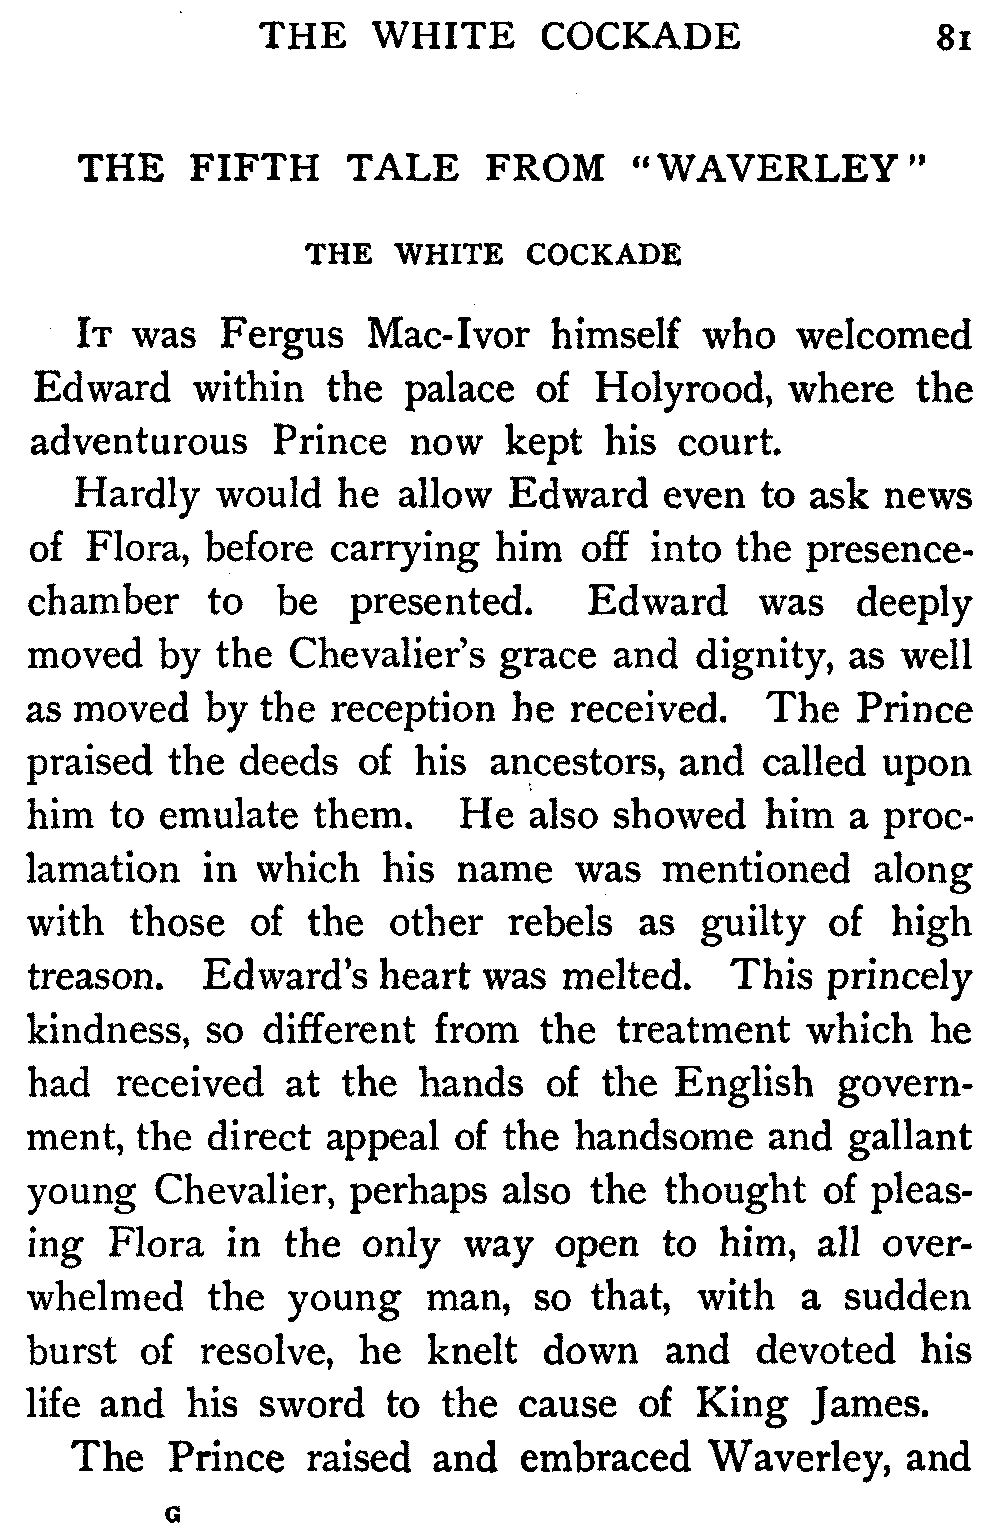 THE WHITE COCKADE 81
THE FIFTH TALE FROM "WAVERLEY"
THE WHITE COCKADE
IT was Fergus Mac-Ivor himself who welcomed
Edward within the palace of Holyrood, where the
adventurous Prince now kept his court.
Hardly would he allow Edward even to ask news
of Flora, before carrying him off into the presence-
chamber to be presented. Edward was deeply
moved by the Chevalier's grace and dignity, as well
as moved by the reception he received. The Prince
praised the deeds of his ancestors, and called upon
him to emulate them. He also showed him a proc-
lamation in which his name was mentioned along
with those of the other rebels as guilty of high
treason. Edward's heart was melted. This princely
kindness, so different from the treatment which he
had received at the hands of the English govern-
ment, the direct appeal of the handsome and gallant
young Chevalier, perhaps also the thought of pleas-
ing Flora in the only way open to him, all over-
whelmed the young man, so that, with a sudden
burst of resolve, he knelt down and devoted his
life and his sword to the cause of King James.
The Prince raised and embraced Waverley, and
G